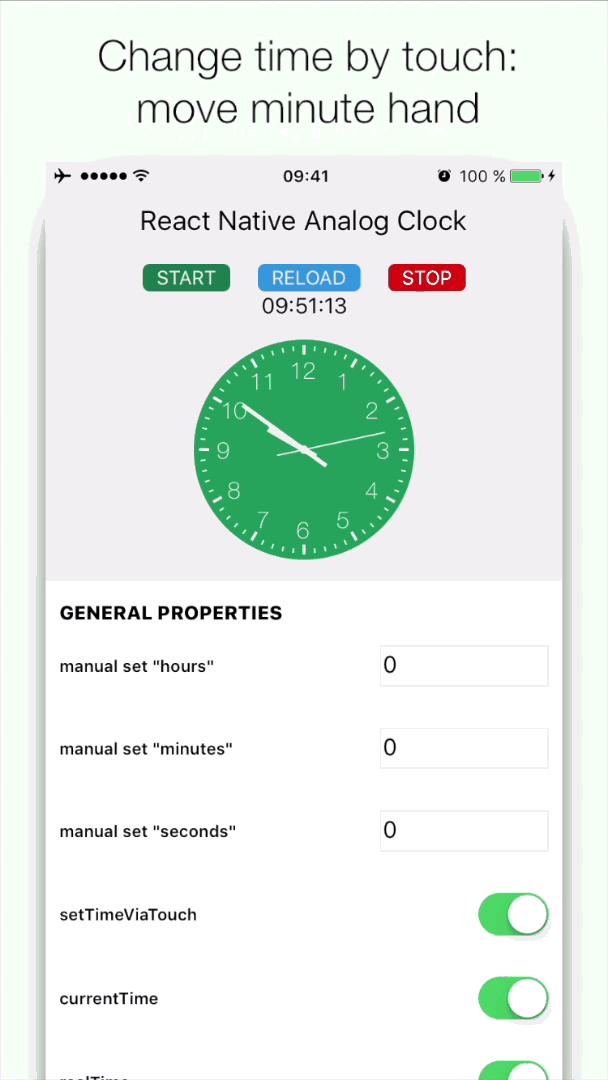 Change time by touch:
move minute hand
09:41
100 %
React Native Analog Clock
START
RELOAD
STOP
09:51:13
12
11
1
10
2
9
3
8
4
7
5
6
GENERAL PROPERTIES
manual set "hours"
0
manual set "minutes"
0
manual set "seconds"
0
setTimeViaTouch
currentTime